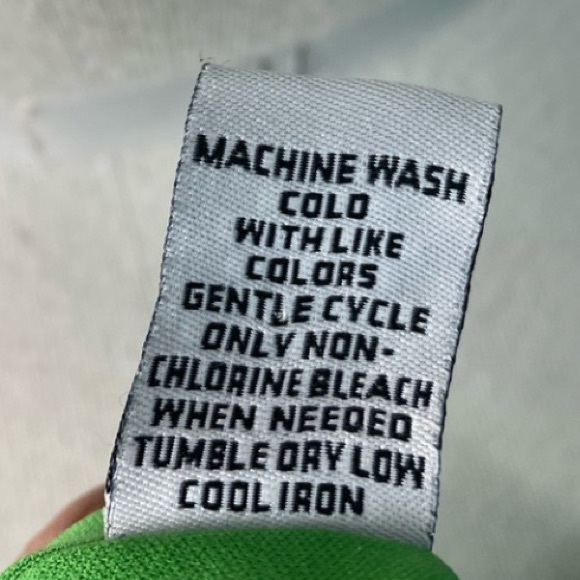 MACHINE WASH
COLD
WITH LIKE
COLORS
GENTLE CYCLE
ONLY NON-
CHLORINE BLEACH
WHEN NEEDED
TUMBLE DRY LOW
COOL IRON